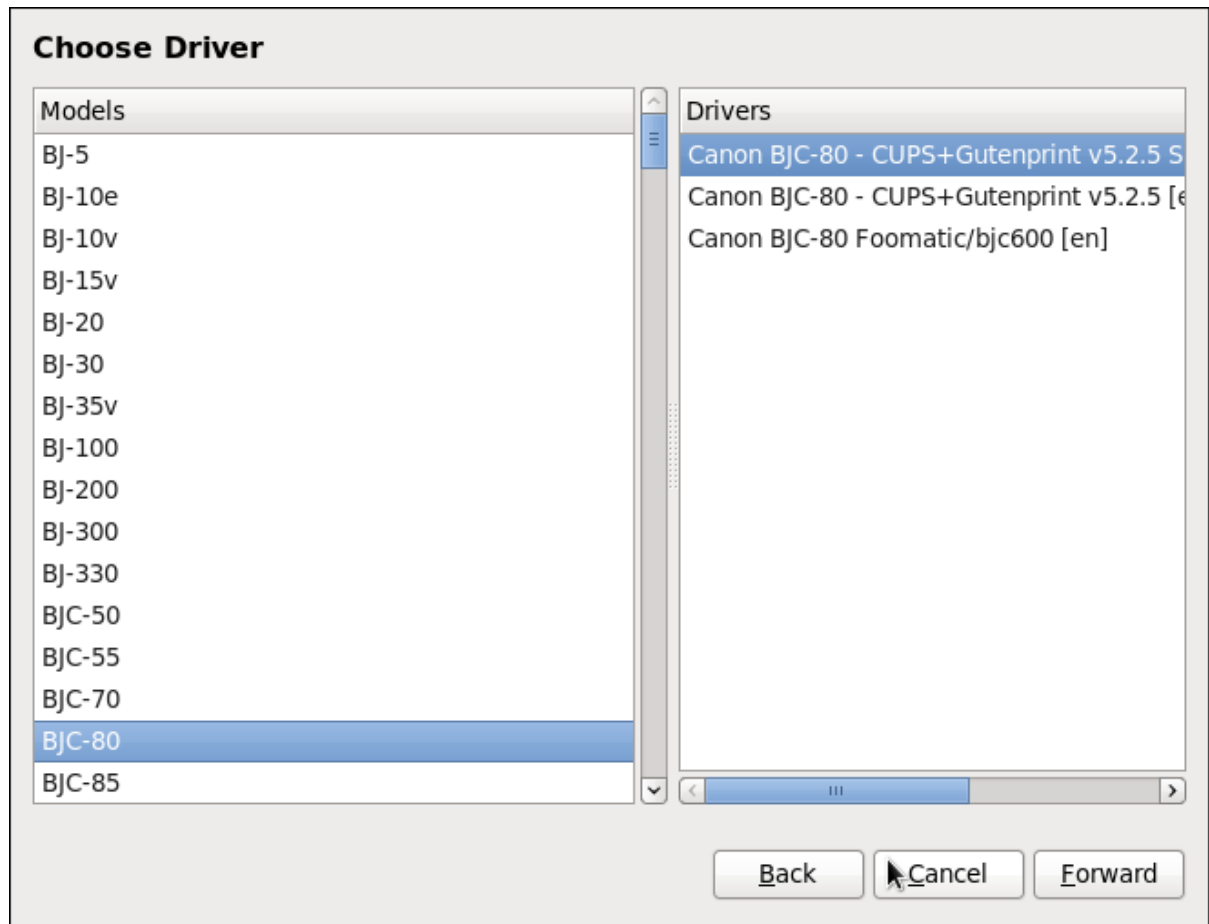 Choose Driver
Models
BJ-5
BJ-10e
BJ-10v
BJ-15v
BJ-20
BJ-30
BJ-35v
BJ-100
BJ-200
BJ-300
BJ-330
BJC-50
BJC-55
BJC-70
BJC-80
BJC-85
Drivers
Canon BJC-80 - CUPS+Gutenprint v5.2.5 S
Canon BJC-80 - CUPS+Gutenprint v5.2.5 [e
Canon BJC-80 Foomatic/bjc600 [en]
Back Cancel Forward